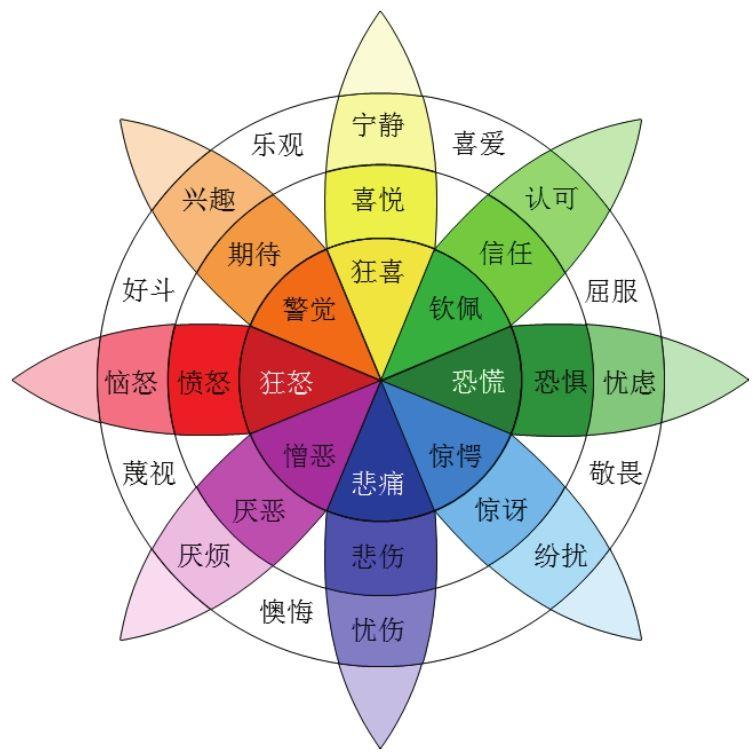 宁静
乐观
喜爱
兴趣
喜悦
认可
期待
信任
狂喜
好斗
警觉
钦佩
屈服
恼怒
愤怒
狂怒
恐慌
恐惧
忧虑
憎恶
惊愕
蔑视
悲痛
敬畏
厌恶
惊讶
厌烦
悲伤
纷扰
懊悔
忧伤